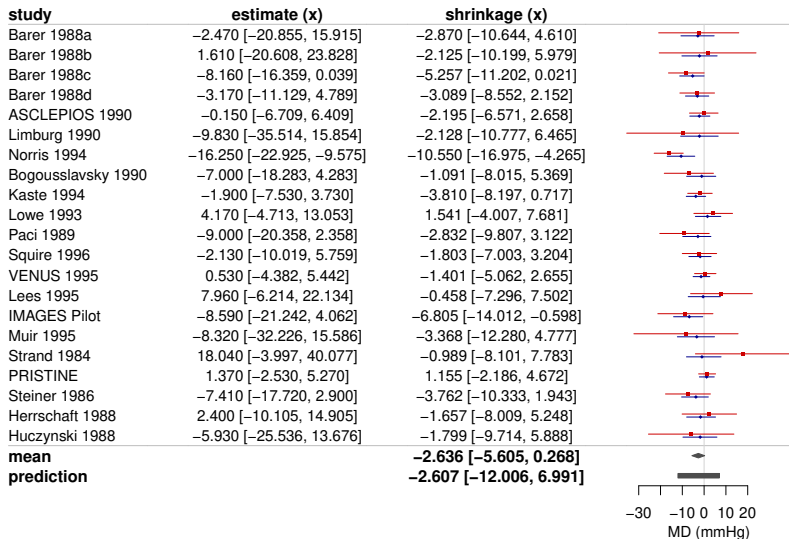 study estimate (x) shrinkage (x)
Barer 1988a −2.470 [−20.855, 15.915] −2.870 [−10.644, 4.610]
Barer 1988b 1.610 [−20.608, 23.828] −2.125 [−10.199, 5.979]
Barer 1988c −8.160 [−16.359, 0.039] −5.257 [−11.202, 0.021]
Barer 1988d −3.170 [−11.129, 4.789] −3.089 [−8.552, 2.152]
ASCLEPIOS 1990 −0.150 [−6.709, 6.409] −2.195 [−6.571, 2.658]
Limburg 1990 −9.830 [−35.514, 15.854] −2.128 [−10.777, 6.465]
Norris 1994 −16.250 [−22.925, −9.575] −10.550 [−16.975, −4.265]
Bogousslavsky 1990 −7.000 [−18.283, 4.283] −1.091 [−8.015, 5.369]
Kaste 1994 −1.900 [−7.530, 3.730] −3.810 [−8.197, 0.717]
Lowe 1993 4.170 [−4.713, 13.053] 1.541 [−4.007, 7.681]
Paci 1989 −9.000 [−20.358, 2.358] −2.832 [−9.807, 3.122]
Squire 1996 −2.130 [−10.019, 5.759] −1.803 [−7.003, 3.204]
VENUS 1995 0.530 [−4.382, 5.442] −1.401 [−5.062, 2.655]
Lees 1995 7.960 [−6.214, 22.134] −0.458 [−7.296, 7.502]
IMAGES Pilot −8.590 [−21.242, 4.062] −6.805 [−14.012, −0.598]
Muir 1995 −8.320 [−32.226, 15.586] −3.368 [−12.280, 4.777]
Strand 1984 18.040 [−3.997, 40.077] −0.989 [−8.101, 7.783]
PRISTINE 1.370 [−2.530, 5.270] 1.155 [−2.186, 4.672]
Steiner 1986 −7.410 [−17.720, 2.900] −3.762 [−10.333, 1.943]
Herrschaft 1988 2.400 [−10.105, 14.905] −1.657 [−8.009, 5.248]
Huczynski 1988 −5.930 [−25.536, 13.676] −1.799 [−9.714, 5.888]
mean −2.636 [−5.605, 0.268]
prediction −2.607 [−12.006, 6.991]
−30 −10 0 10 20
MD (mmHg)